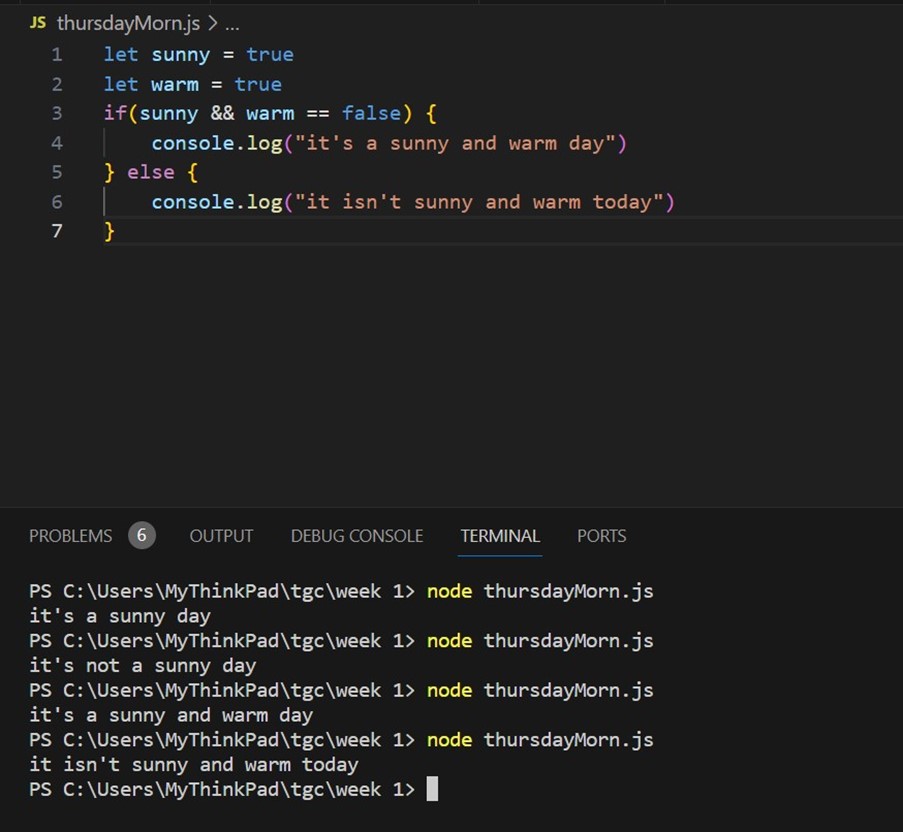 JS thursdayMorn.js > ...
1 let sunny = true
2 let warm = true
3 if(sunny && warm == false) {
4 console.log("it's a sunny and warm day")
5 } else {
6 console.log("it isn't sunny and warm today")
7 }
PROBLEMS 6 OUTPUT DEBUG CONSOLE TERMINAL PORTS
PS C:\Users\MyThinkPad\tgc\week 1> node thursdayMorn.js
it's a sunny day
PS C:\Users\MyThinkPad\tgc\week 1> node thursdayMorn.js
it's not a sunny day
PS C:\Users\MyThinkPad\tgc\week 1> node thursdayMorn.js
it's a sunny and warm day
PS C:\Users\MyThinkPad\tgc\week 1> node thursdayMorn.js
it isn't sunny and warm today
PS C:\Users\MyThinkPad\tgc\week 1>